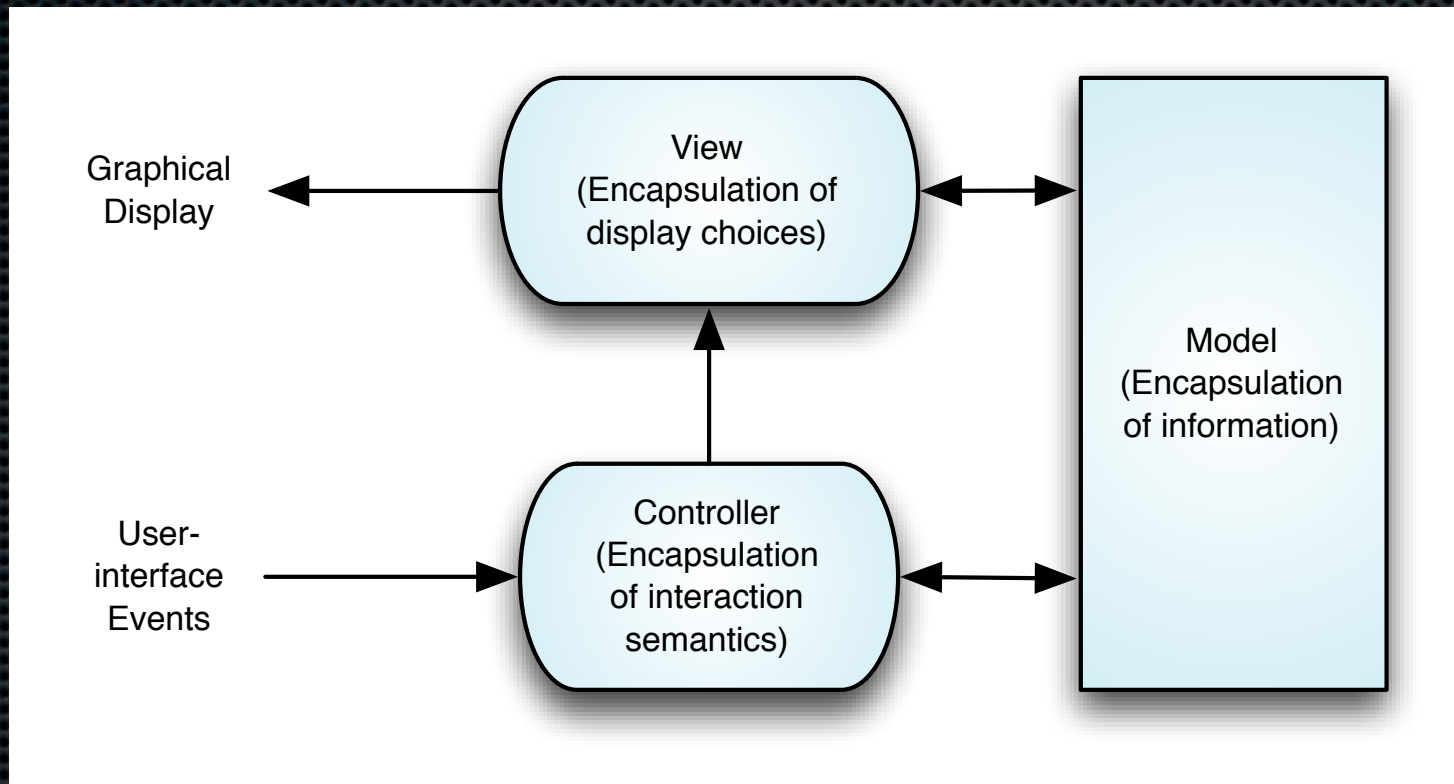 Graphical
Display
View
(Encapsulation of
display choices)
Model
(Encapsulation
of information)
User-
interface
Events
Controller
(Encapsulation
of interaction
semantics)